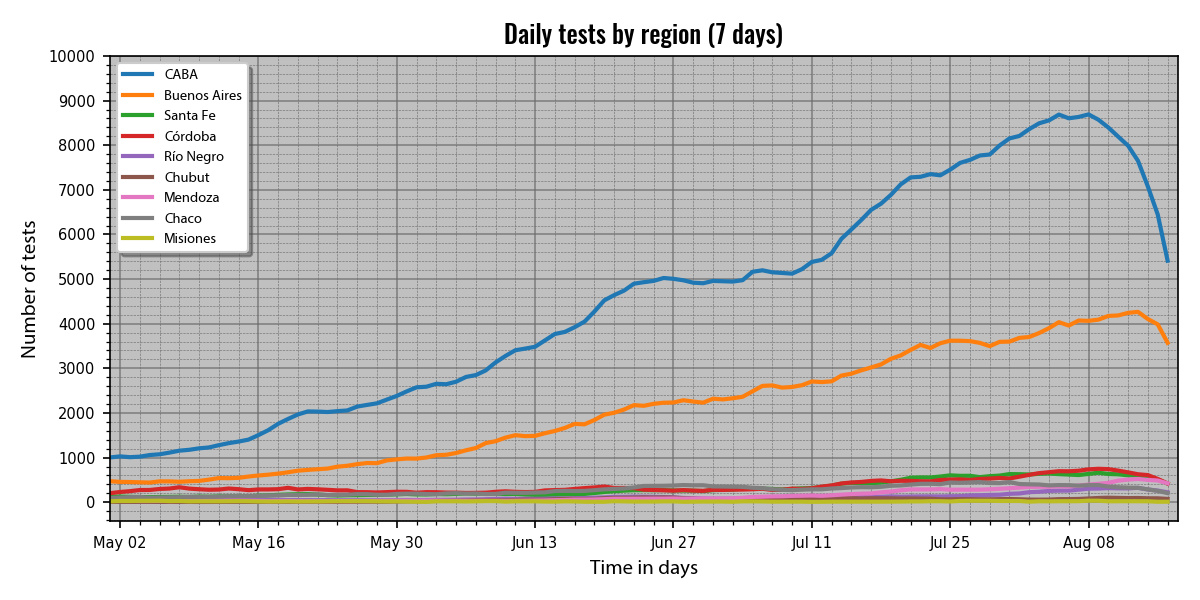 Daily tests by region (7 days)
10000
9000
8000
7000
6000
5000
4000
3000
2000
1000
0
Number of tests
CABA
Buenos Aires
Santa Fe
Córdoba
Río Negro
Chubut
Mendoza
Chaco
Misiones
May 02 May 16 May 30 Jun 13 Jun 27 Jul 11 Jul 25 Aug 08
Time in days